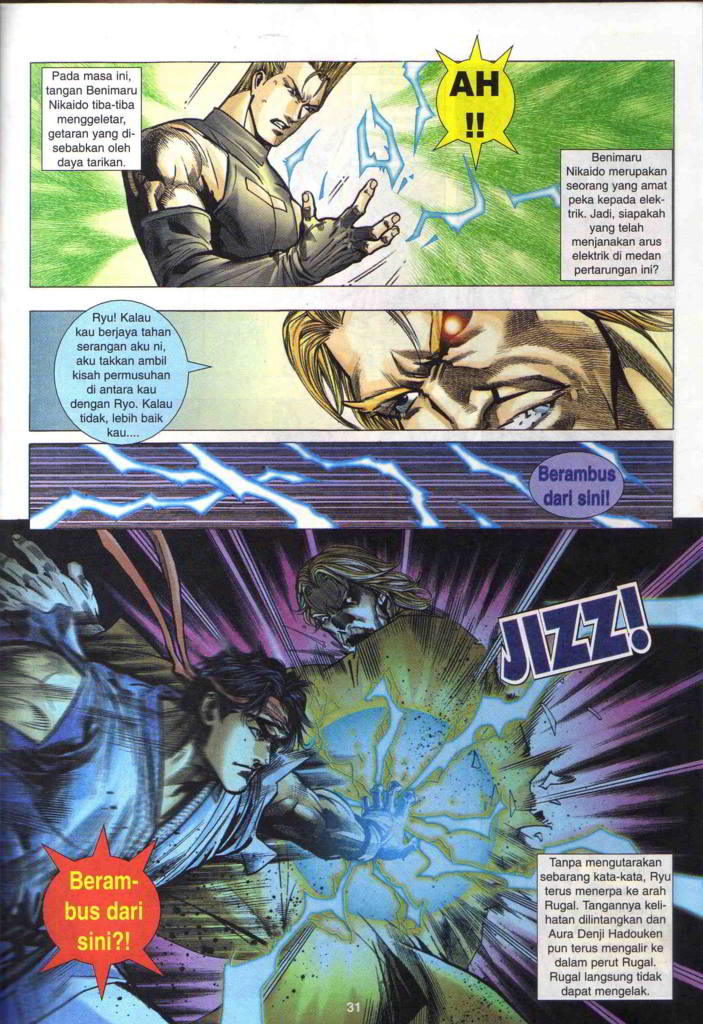 Pada masa ini,
tangan Benimaru
Nikaido tiba-tiba
menggeletar,
getaran yang di-
sebabkan oleh
daya tarikan.
AH
!!
Benimaru
Nikaido merupakan
seorang yang amat
peka kepada elek-
trik. Jadi, siapakah
yang telah
menjanakan arus
elektrik di medan
pertarungan ini?
Ryu! Kalau
kau berjaya tahan
serangan aku ni,
aku takkan ambil
kisah permusuhan
di antara kau
dengan Ryo. Kalau
tidak, lebih baik
kau....
Berambus
dari sini!
JIZZ!
Beram-
bus dari
sini?!
Tanpa mengutarakan
sebarang kata-kata, Ryu
terus menerpa ke arah
Rugal. Tangannya keli-
hatan dilintangkan dan
Aura Denji Hadouken
pun terus mengalir ke
dalam perut Rugal.
Rugal langsung tidak
dapat mengelak.
31